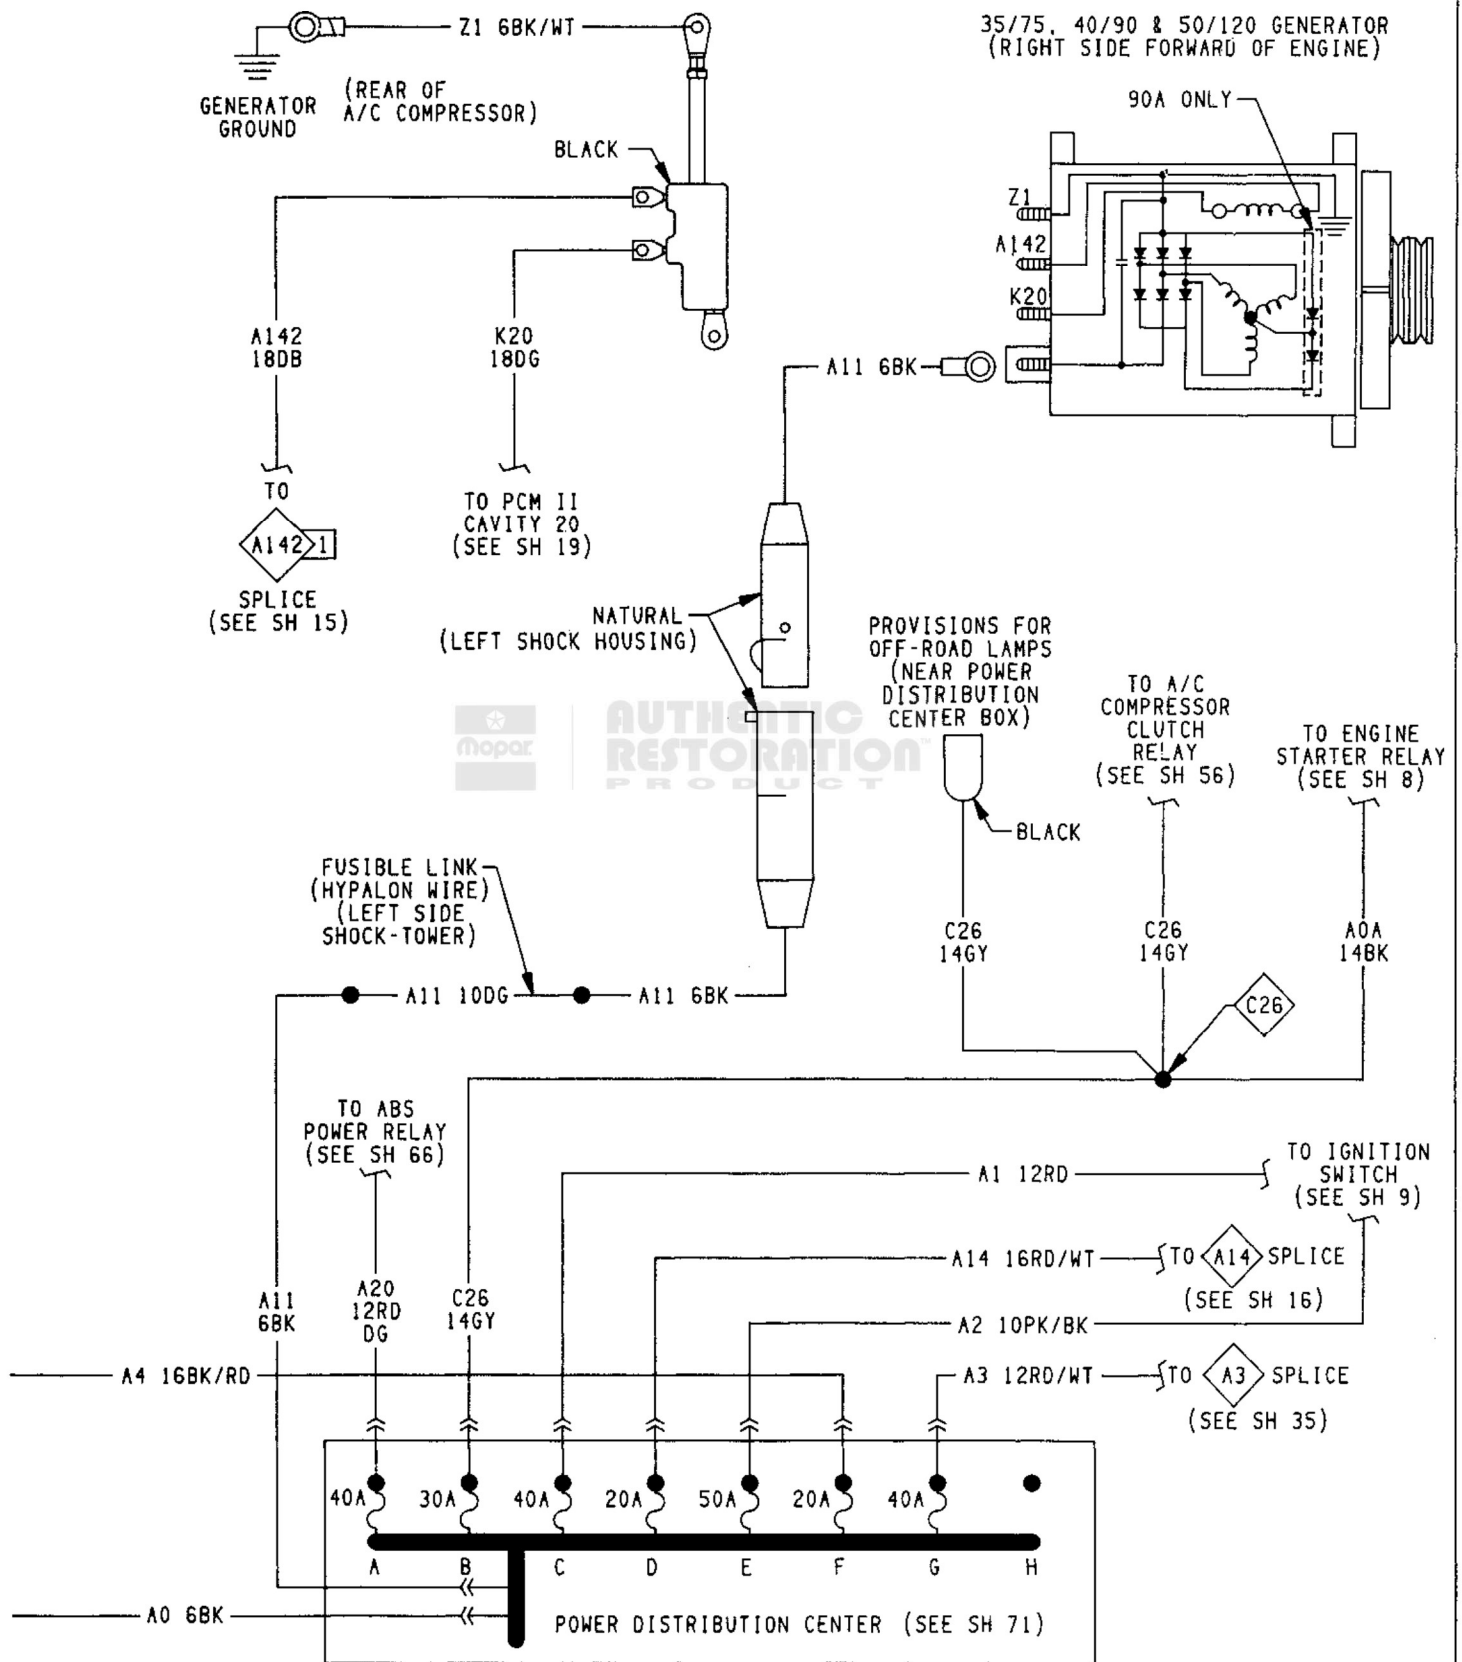 Z1 6BK/WT
35/75, 40/90 & 50/120 GENERATOR
(RIGHT SIDE FORWARD OF ENGINE)
GENERATOR
GROUND
(REAR OF
A/C COMPRESSOR)
90A ONLY
BLACK
Z1
A142
K20
A142
18DB
K20
18DG
A11 6BK
TO
A142 1
SPLICE
(SEE SH 15)
TO PCM II
CAVITY 20
(SEE SH 19)
NATURAL
(LEFT SHOCK HOUSING)
PROVISIONS FOR
OFF-ROAD LAMPS
(NEAR POWER
DISTRIBUTION
CENTER BOX)
TO A/C
COMPRESSOR
CLUTCH
RELAY
(SEE SH 56)
TO ENGINE
STARTER RELAY
(SEE SH 8)
Mopar
AUTHENTIC
RESTORATION™
PRODUCT
BLACK
FUSIBLE LINK
(HYPALON WIRE)
(LEFT SIDE
SHOCK-TOWER)
C26
14GY
C26
14GY
A0A
14BK
A11 10DG
A11 6BK
C26
TO ABS
POWER RELAY
(SEE SH 66)
A1 12RD
TO IGNITION
SWITCH
(SEE SH 9)
A14 16RD/WT
TO A14 SPLICE
(SEE SH 16)
A11
6BK
A20
12RD
DG
C26
14GY
A2 10PK/BK
A4 16BK/RD
A3 12RD/WT
TO A3 SPLICE
(SEE SH 35)
40A 30A 40A 20A 50A 20A 40A
A B C D E F G H
A0 6BK
POWER DISTRIBUTION CENTER (SEE SH 71)